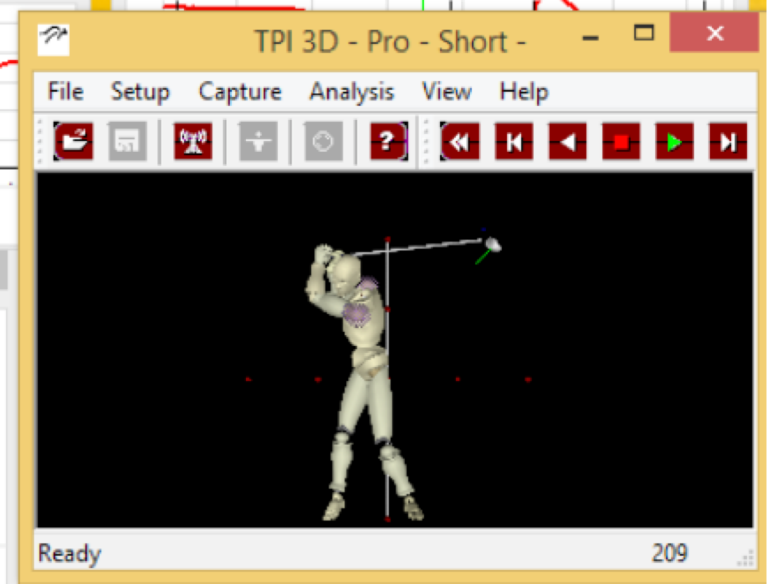 TPI 3D - Pro - Short -
File Setup Capture Analysis View Help
?
Ready 209